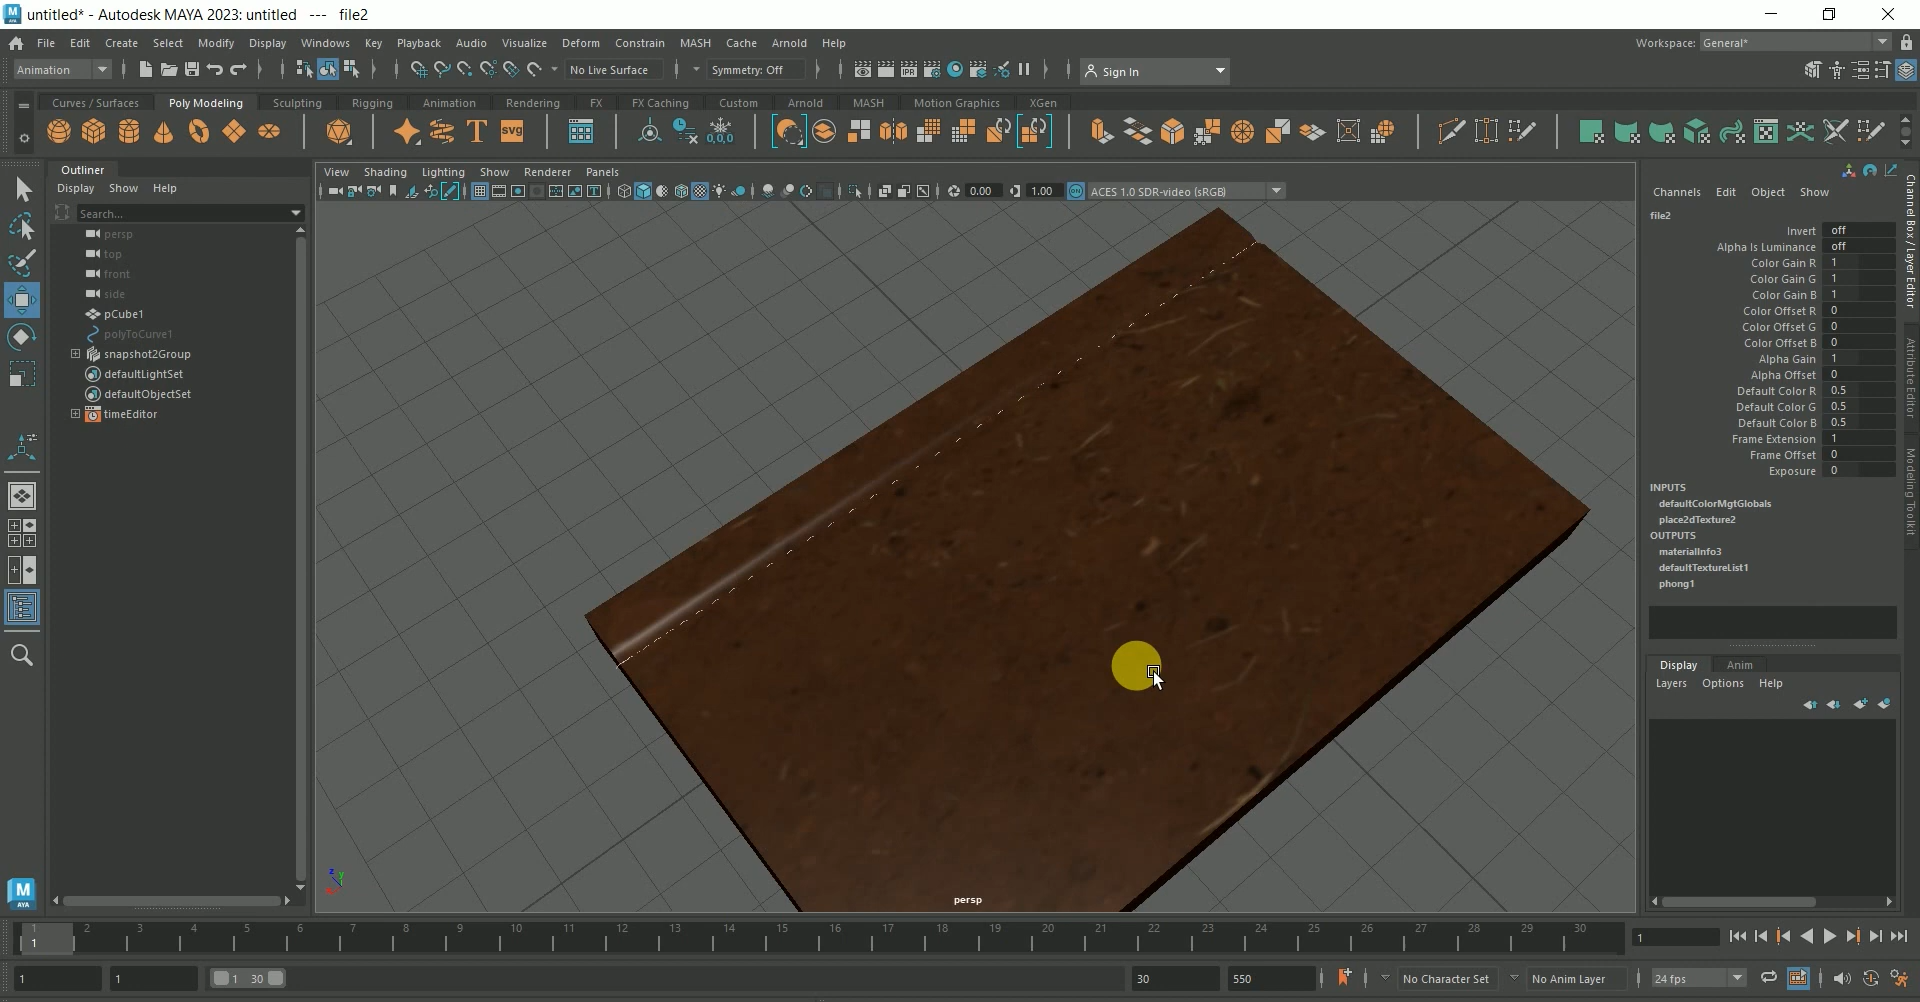 untitled* - Autodesk MAYA 2023: untitled --- file2
File Edit Create Select Modify Display Windows Key Playback Audio Visualize Deform Constrain MASH Cache Arnold Help
Workspace: General*
Animation
No Live Surface
Symmetry: Off
Sign In
Curves / Surfaces Poly Modeling Sculpting Rigging Animation Rendering FX FX Caching Custom Arnold MASH Motion Graphics XGen
Outliner
Display Show Help
Search...
persp
top
front
side
pCube1
polyToCurve1
snapshot2Group
defaultLightSet
defaultObjectSet
timeEditor
View Shading Lighting Show Renderer Panels
0.00 1.00 ACES 1.0 SDR-video (sRGB)
persp
Channels Edit Object Show
file2
Invert off
Alpha Is Luminance off
Color Gain R 1
Color Gain G 1
Color Gain B 1
Color Offset R 0
Color Offset G 0
Color Offset B 0
Alpha Gain 1
Alpha Offset 0
Default Color R 0.5
Default Color G 0.5
Default Color B 0.5
Frame Extension 1
Frame Offset 0
Exposure 0
INPUTS
defaultColorMgtGlobals
place2dTexture2
OUTPUTS
materialInfo3
defaultTextureList1
phong1
Display Anim
Layers Options Help
Channel Box / Layer Editor
Attribute Editor
Modeling Toolkit
1 2 3 4 5 6 7 8 9 10 11 12 13 14 15 16 17 18 19 20 21 22 23 24 25 26 27 28 29 30
1
1
1 1 1 30 30 550 No Character Set No Anim Layer 24 fps